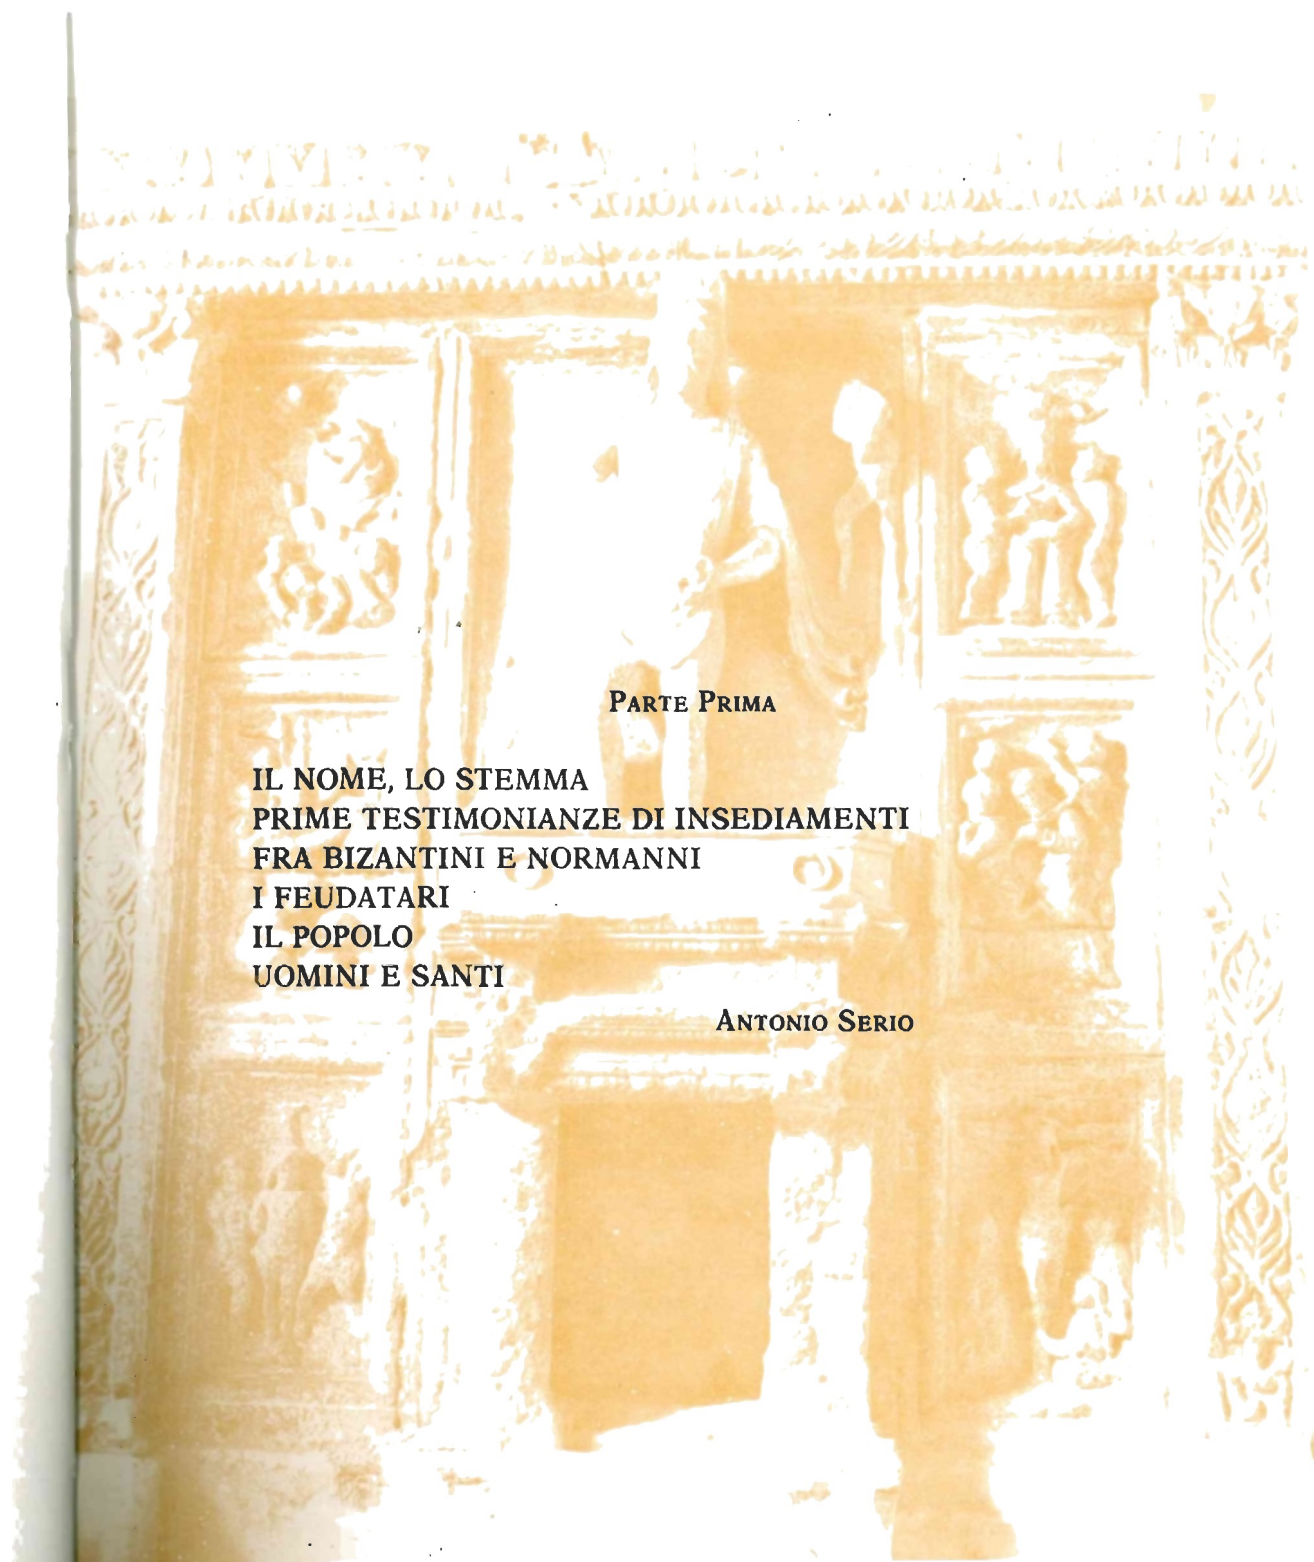 PARTE PRIMA
IL NOME, LO STEMMA
PRIME TESTIMONIANZE DI INSEDIAMENTI
FRA BIZANTINI E NORMANNI
I FEUDATARI
IL POPOLO
UOMINI E SANTI
ANTONIO SERIO